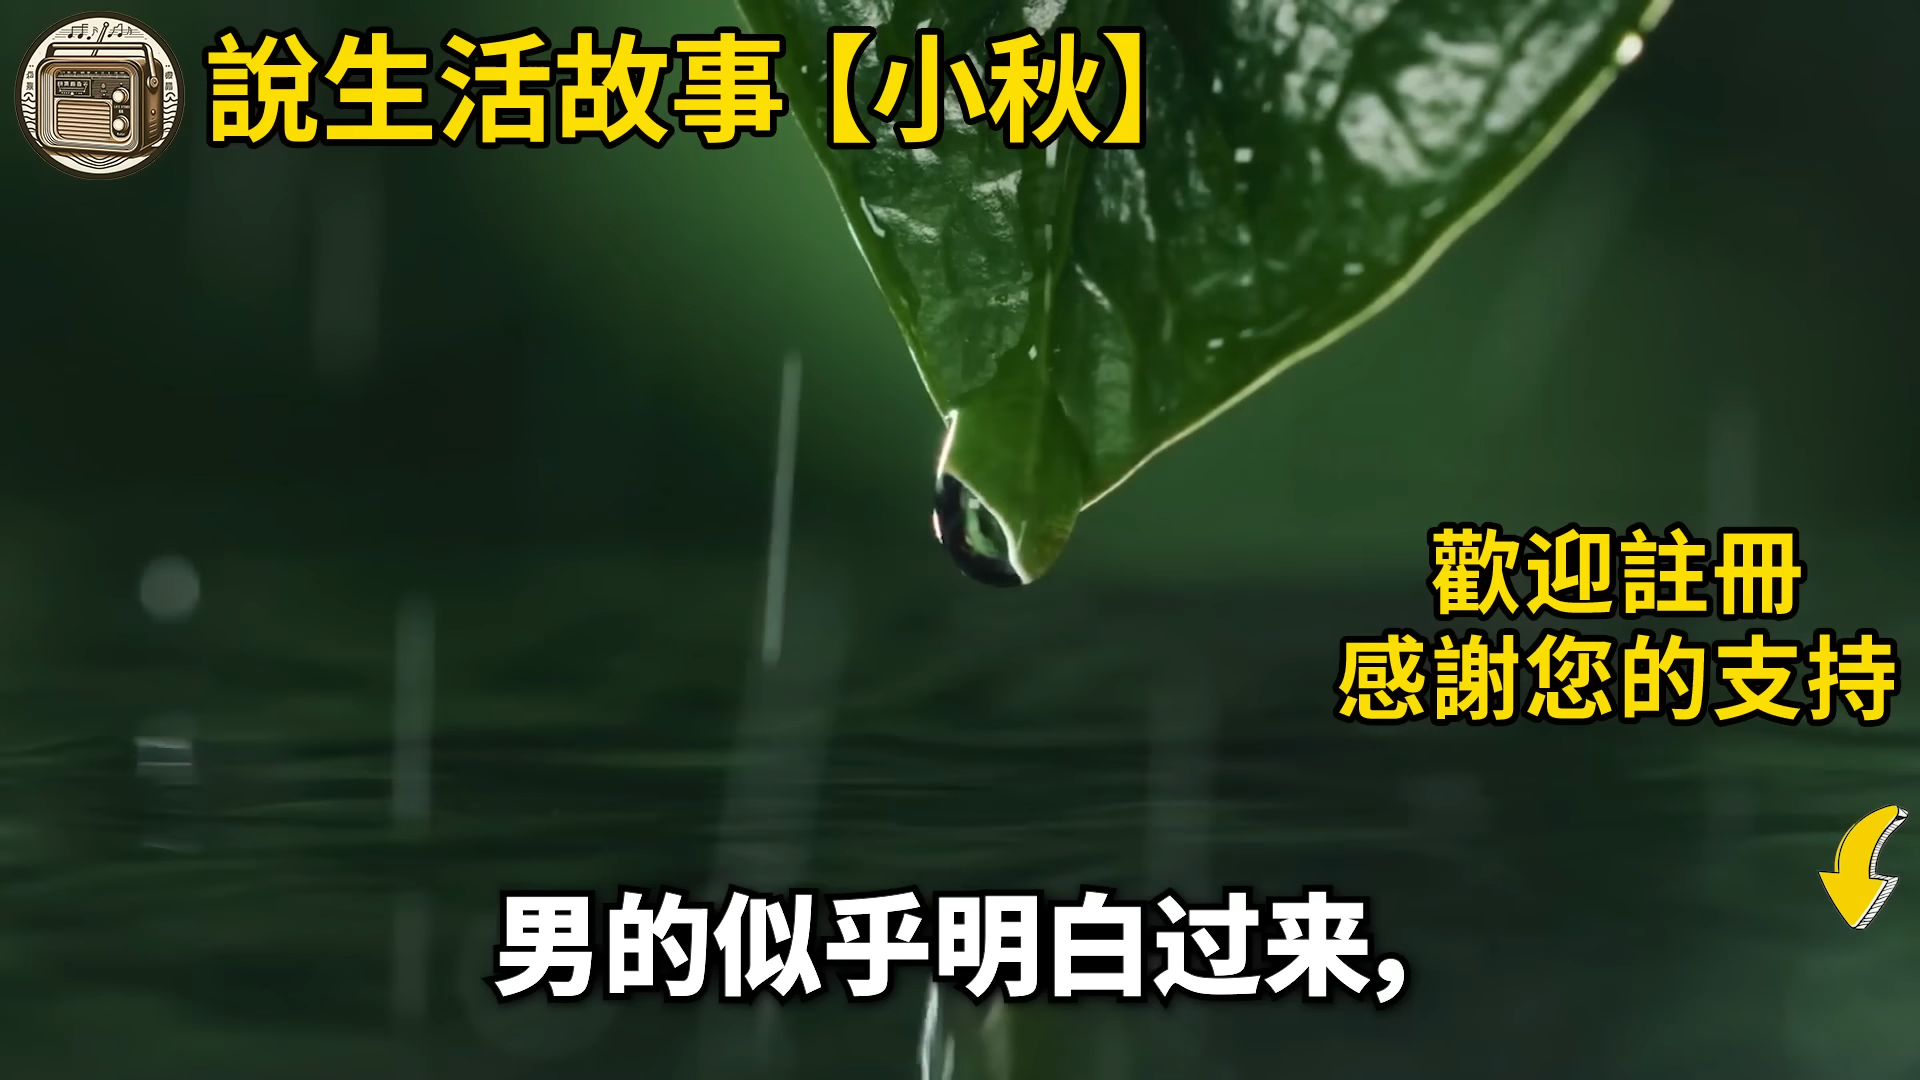 說生活故事【小秋】
歡迎註冊
感謝您的支持
男的似乎明白过来,